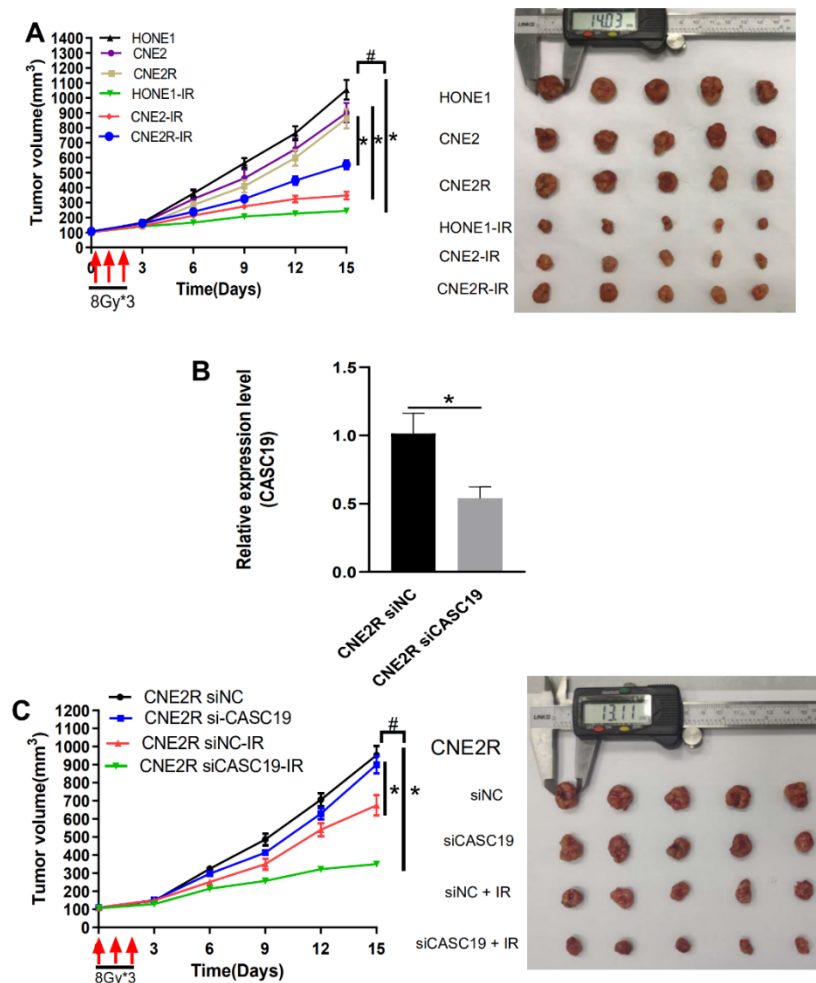 A
1400
1300
1200
1100
1000
900
800
700
600
500
400
300
200
100
0
Tumor volume(mm3)
HONE1
CNE2
CNE2R
HONE1-IR
CNE2-IR
CNE2R-IR
#
*
*
*
0
3
6
9
12
15
Time(Days)
8Gy*3
14.03
HONE1
CNE2
CNE2R
HONE1-IR
CNE2-IR
CNE2R-IR
B
Relative expression level
(CASC19)
1.5
1.0
0.5
0.0
*
CNE2R siNC
CNE2R siCASC19
C
CNE2R siNC
CNE2R si-CASC19
CNE2R siNC-IR
CNE2R siCASC19-IR
1200
1100
1000
900
800
700
600
500
400
300
200
100
0
Tumor volume(mm3)
#
*
*
3
6
9
12
15
Time(Days)
8Gy*3
13.11
CNE2R
siNC
siCASC19
siNC + IR
siCASC19 + IR